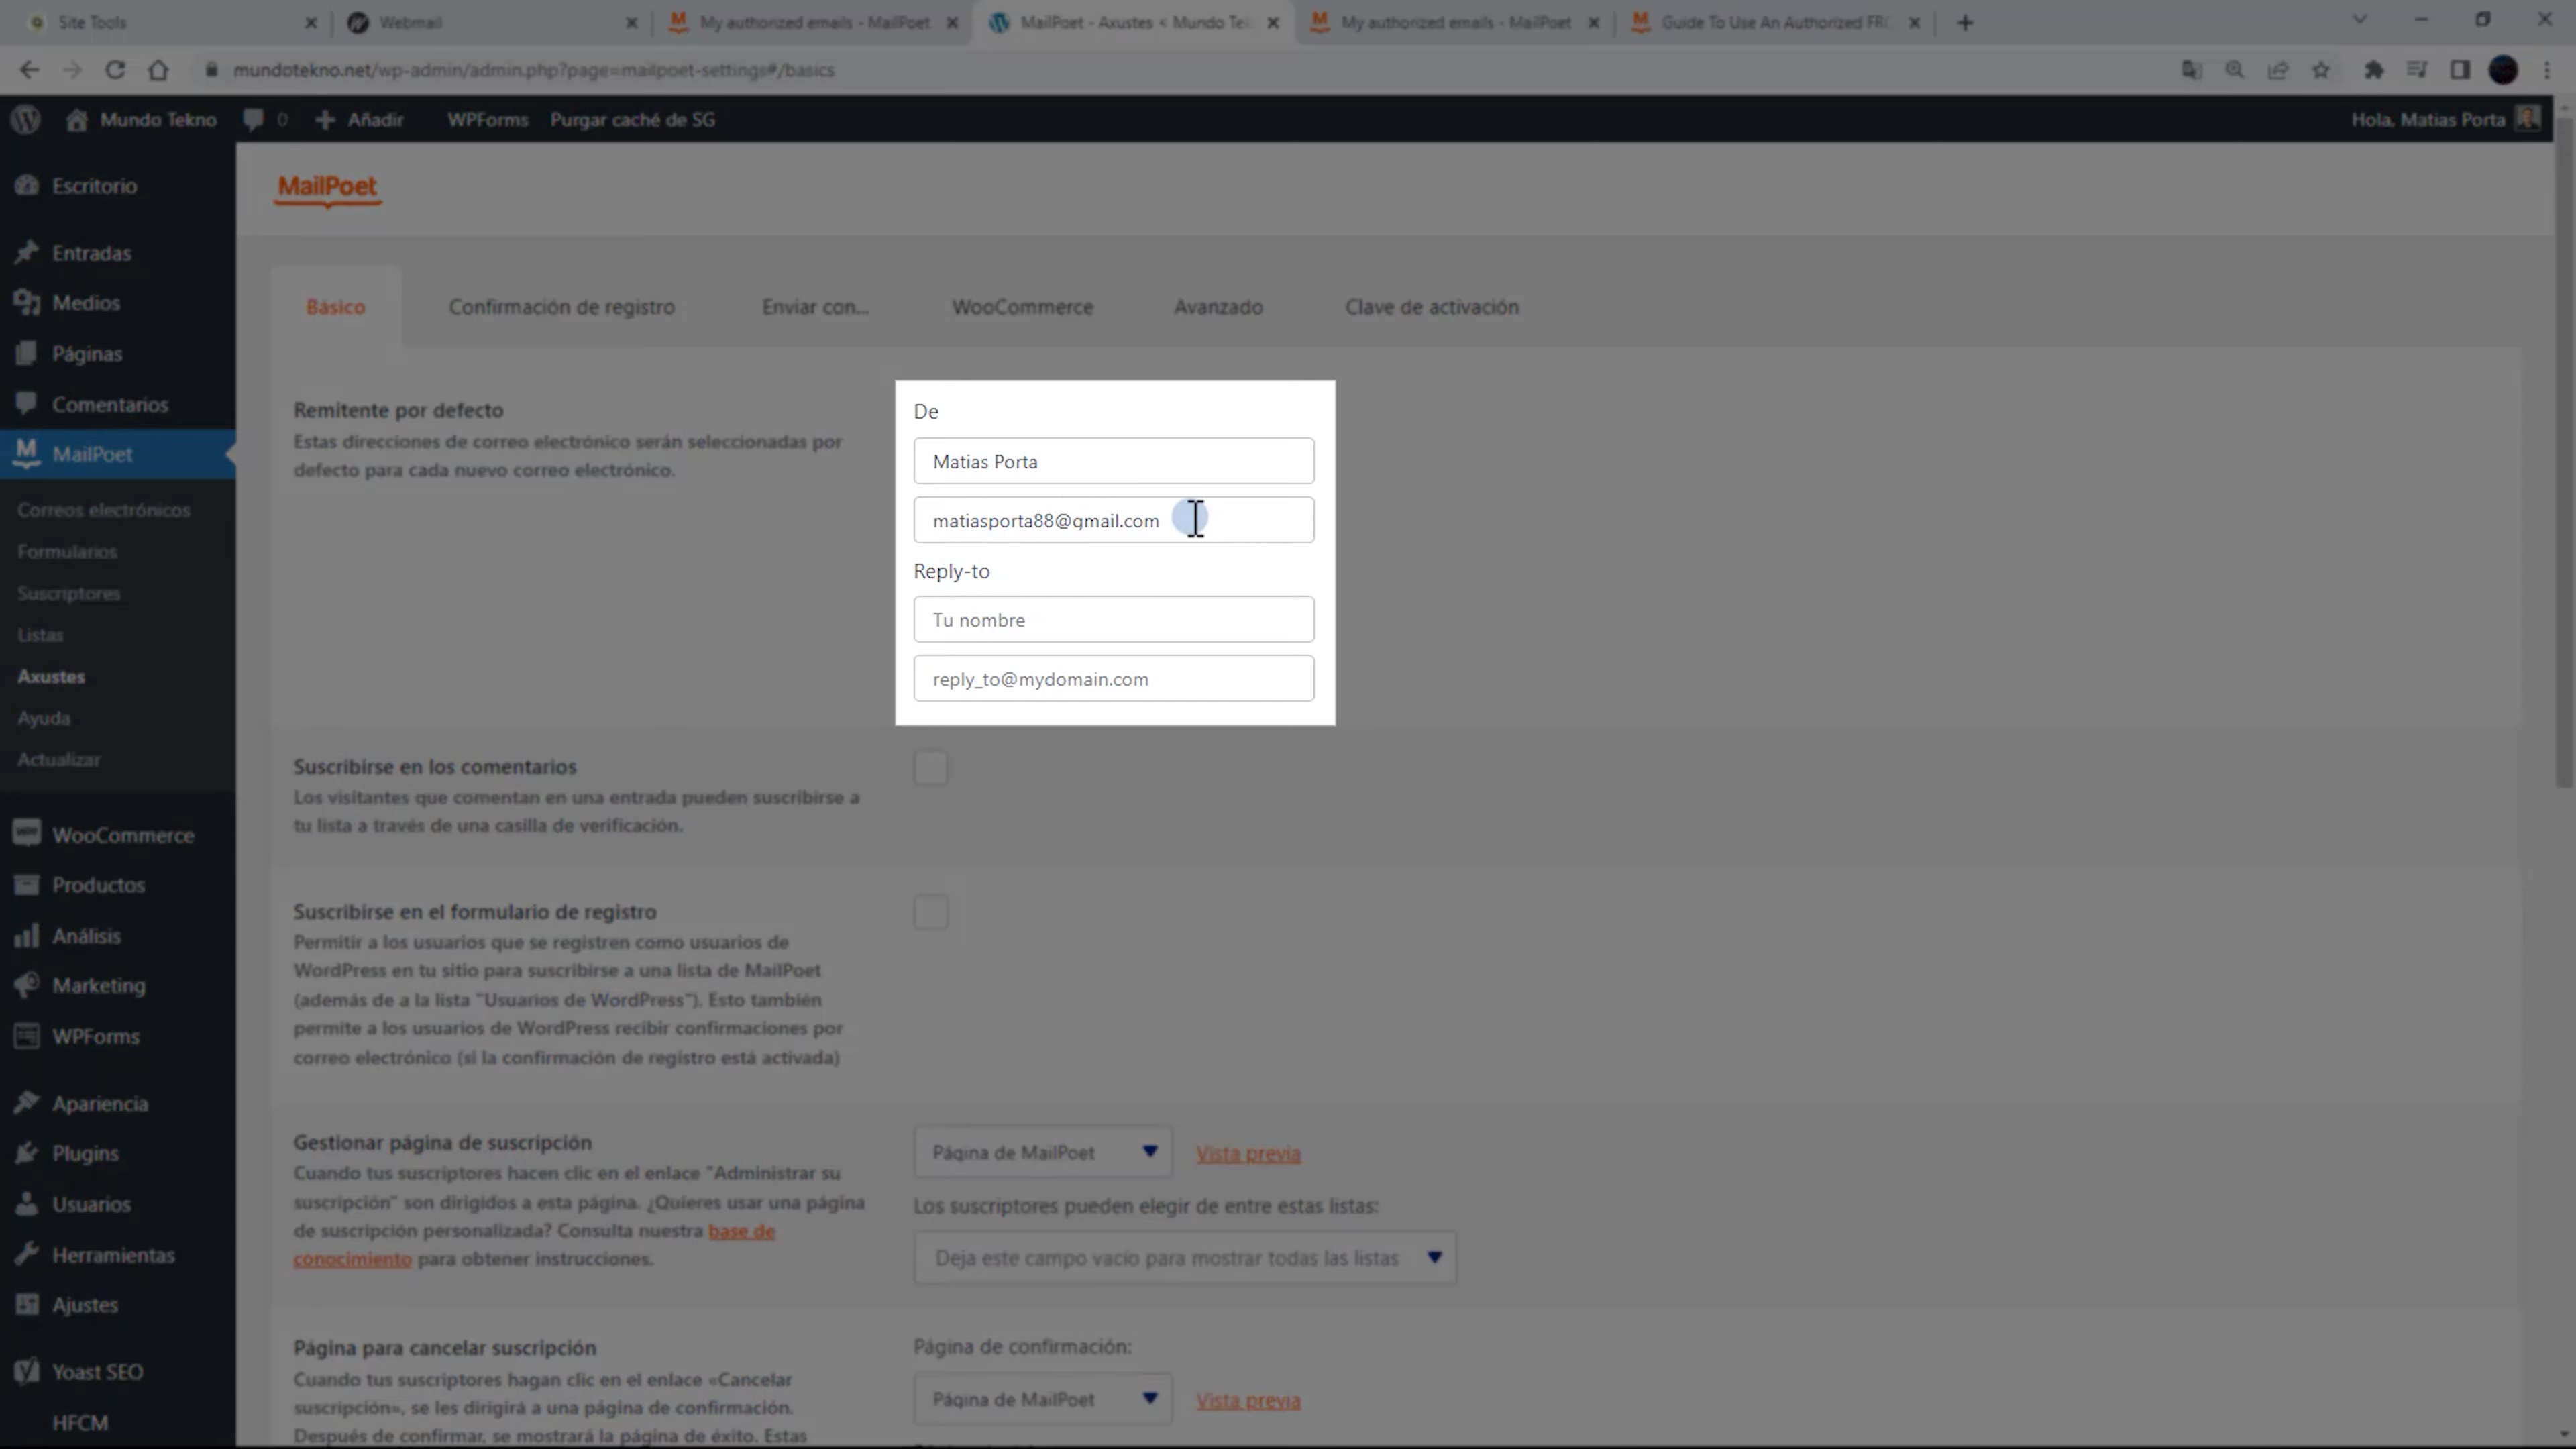 Site Tools
Webmail
My authorized emails - MailPoet
MailPoet - Axustes < Mundo Tek
My authorized emails - MailPoet
Guide To Use An Authorized FRO
mundotekno.net/wp-admin/admin.php?page=mailpoet-settings#/basics
Mundo Tekno
0
Añadir
WPForms
Purgar caché de SG
Hola, Matias Porta
Escritorio
Entradas
Medios
Páginas
Comentarios
MailPoet
Correos electrónicos
Formularios
Suscriptores
Listas
Axustes
Ayuda
Actualizar
WooCommerce
Productos
Análisis
Marketing
WPForms
Apariencia
Plugins
Usuarios
Herramientas
Ajustes
Yoast SEO
HFCM
MailPoet
Básico
Confirmación de registro
Enviar con...
WooCommerce
Avanzado
Clave de activación
Remitente por defecto
Estas direcciones de correo electrónico serán seleccionadas por
defecto para cada nuevo correo electrónico.
De
Matias Porta
matiasporta88@gmail.com
Reply-to
Tu nombre
reply_to@mydomain.com
Suscribirse en los comentarios
Los visitantes que comentan en una entrada pueden suscribirse a
tu lista a través de una casilla de verificación.
Suscribirse en el formulario de registro
Permitir a los usuarios que se registren como usuarios de
WordPress en tu sitio para suscribirse a una lista de MailPoet
(además de a la lista "Usuarios de WordPress"). Esto también
permite a los usuarios de WordPress recibir confirmaciones por
correo electrónico (si la confirmación de registro está activada)
Gestionar página de suscripción
Cuando tus suscriptores hacen clic en el enlace "Administrar su
suscripción" son dirigidos a esta página. ¿Quieres usar una página
de suscripción personalizada? Consulta nuestra base de
conocimiento para obtener instrucciones.
Página de MailPoet
Vista previa
Los suscriptores pueden elegir de entre estas listas:
Deja este campo vacío para mostrar todas las listas
Página para cancelar suscripción
Cuando tus suscriptores hagan clic en el enlace «Cancelar
suscripción», se les dirigirá a una página de confirmación.
Después de confirmar, se mostrará la página de éxito. Estas
Página de confirmación:
Página de MailPoet
Vista previa